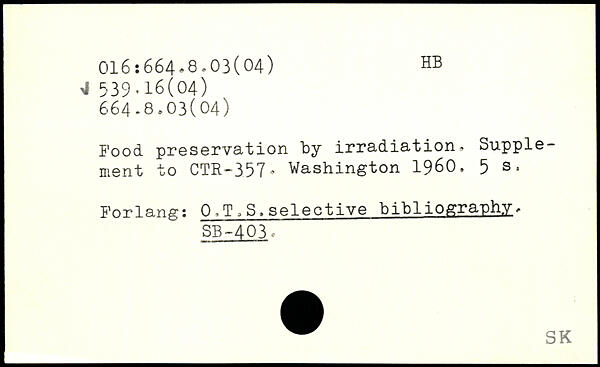 016:664.8.03(04) HB
√ 539.16(04)
664.8.03(04)
Food preservation by irradiation. Supple-
ment to CTR-357. Washington 1960. 5 s.
Forlang: O.T.S.selective bibliography.
SB-403.
SK